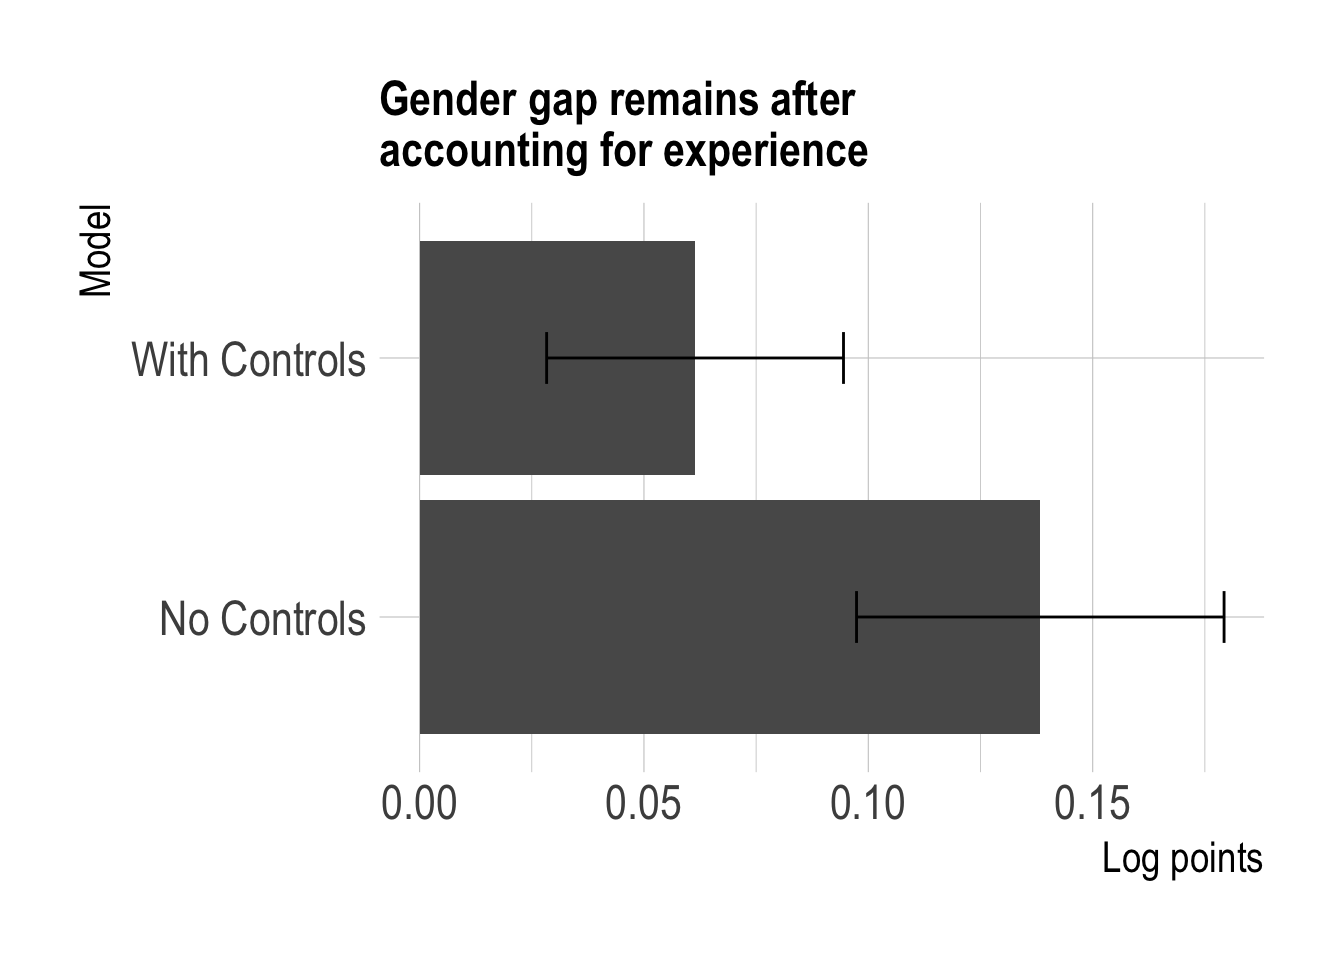 Gender gap remains after
accounting for experience
Model
With Controls
No Controls
0.00 0.05 0.10 0.15
Log points